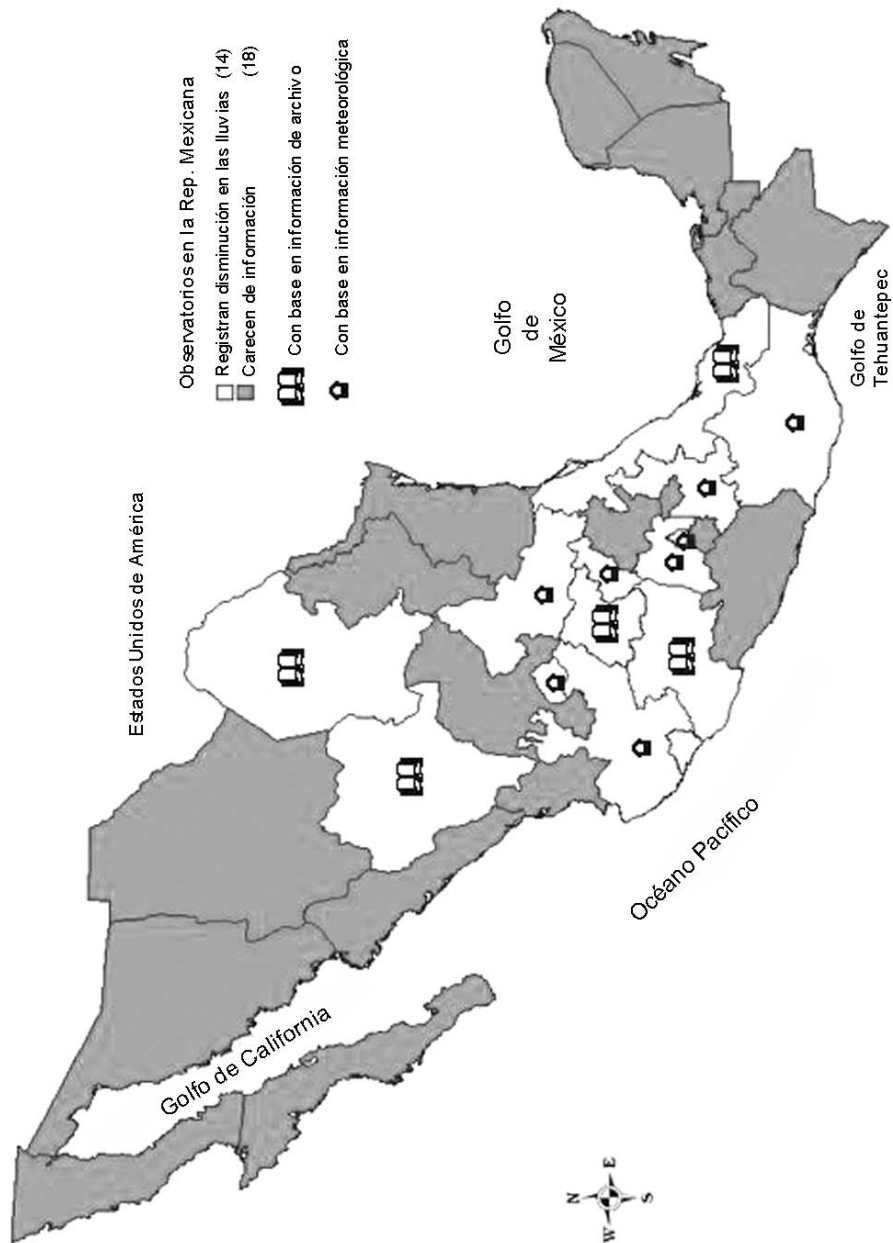 Estados Unidos de América
Observatorios en la Rep. Mexicana
Registran disminución en las lluvias (14)
Carecen de información (18)
Con base en información de archivo
Con base en información meteorológica
Golfo
de
México
Golfo de California
Océano Pacífico
Golfo de
Tehuantepec
N
W
E
S